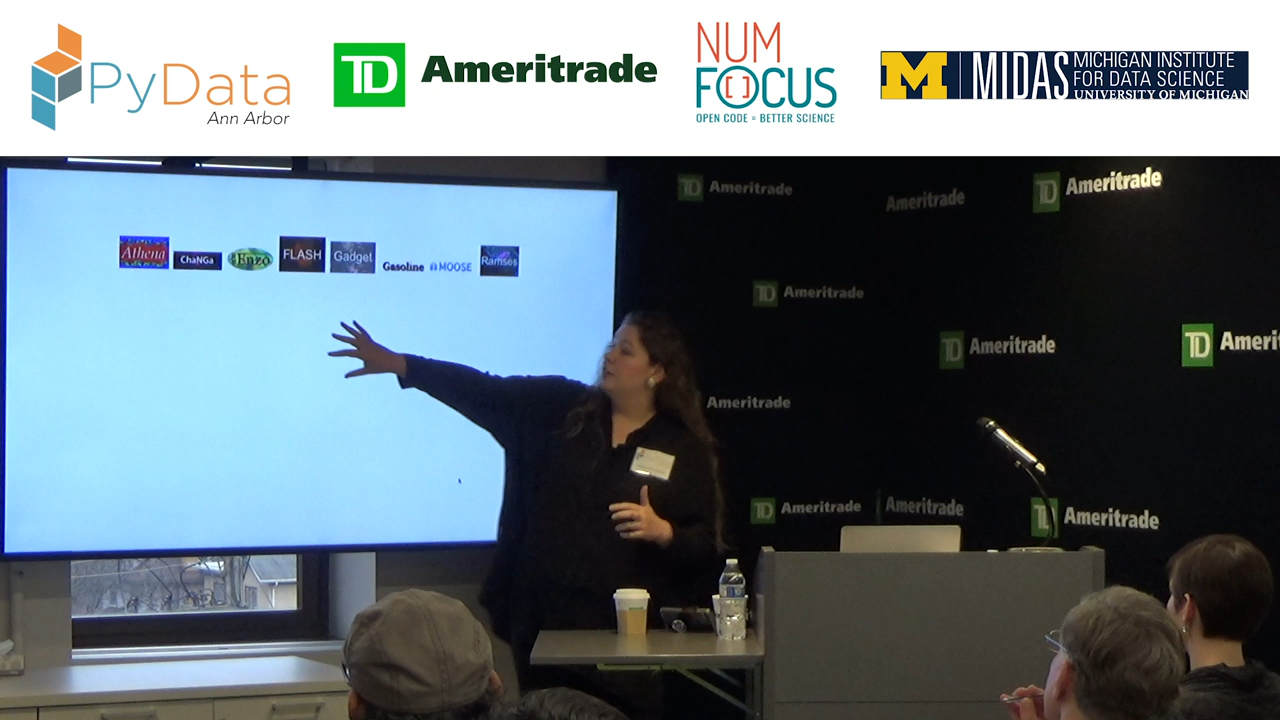 PyData
Ann Arbor
TD Ameritrade
NUM
FOCUS
OPEN CODE = BETTER SCIENCE
M MIDAS
MICHIGAN INSTITUTE
FOR DATA SCIENCE
UNIVERSITY OF MICHIGAN
Athena
ChaNGa
Enzo
FLASH
Gadget
Gasoline
MOOSE
Ramses
TD Ameritrade
Ameritrade
TD Ameritrade
TD Ameritrade
TD Ameritrade
TD Ameri
Ameritrade
TD Ameritrade
Ameritrade
TD Ameritrade